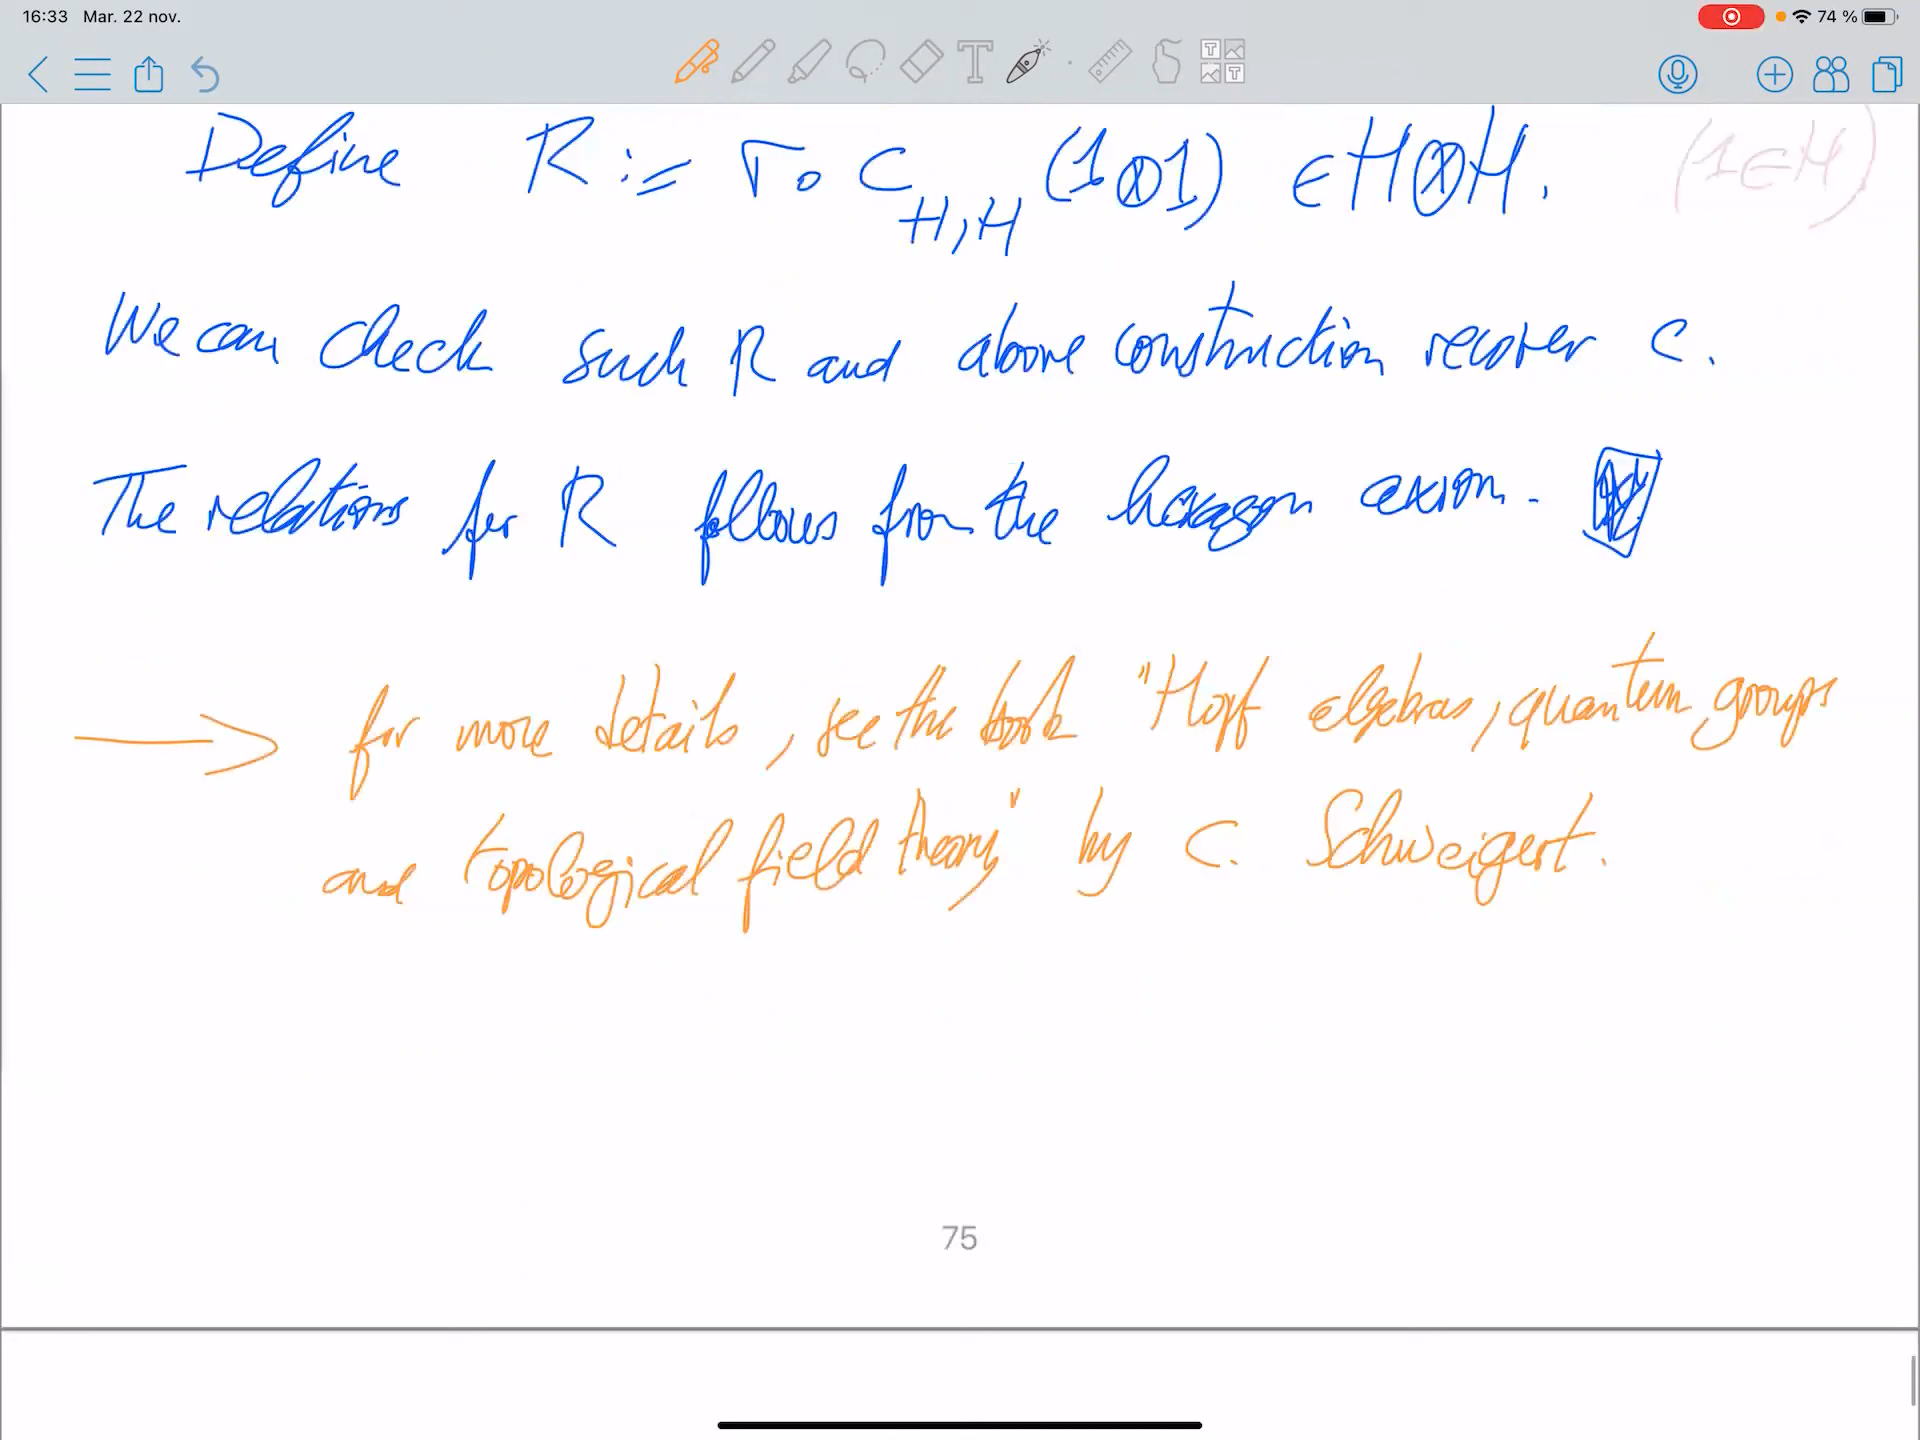 16:33 Mar. 22 nov. 74 %
Define R := τ ∘ C_{H,H} (1⊗1) ∈ H⊗H. (1∈H)
We can check such R and above construction recover c.
The relations for R follows from the hexagon axiom.
→ for more details, see the book "Hopf algebras, quantum groups
and topological field theory" by C. Schweigert.
75